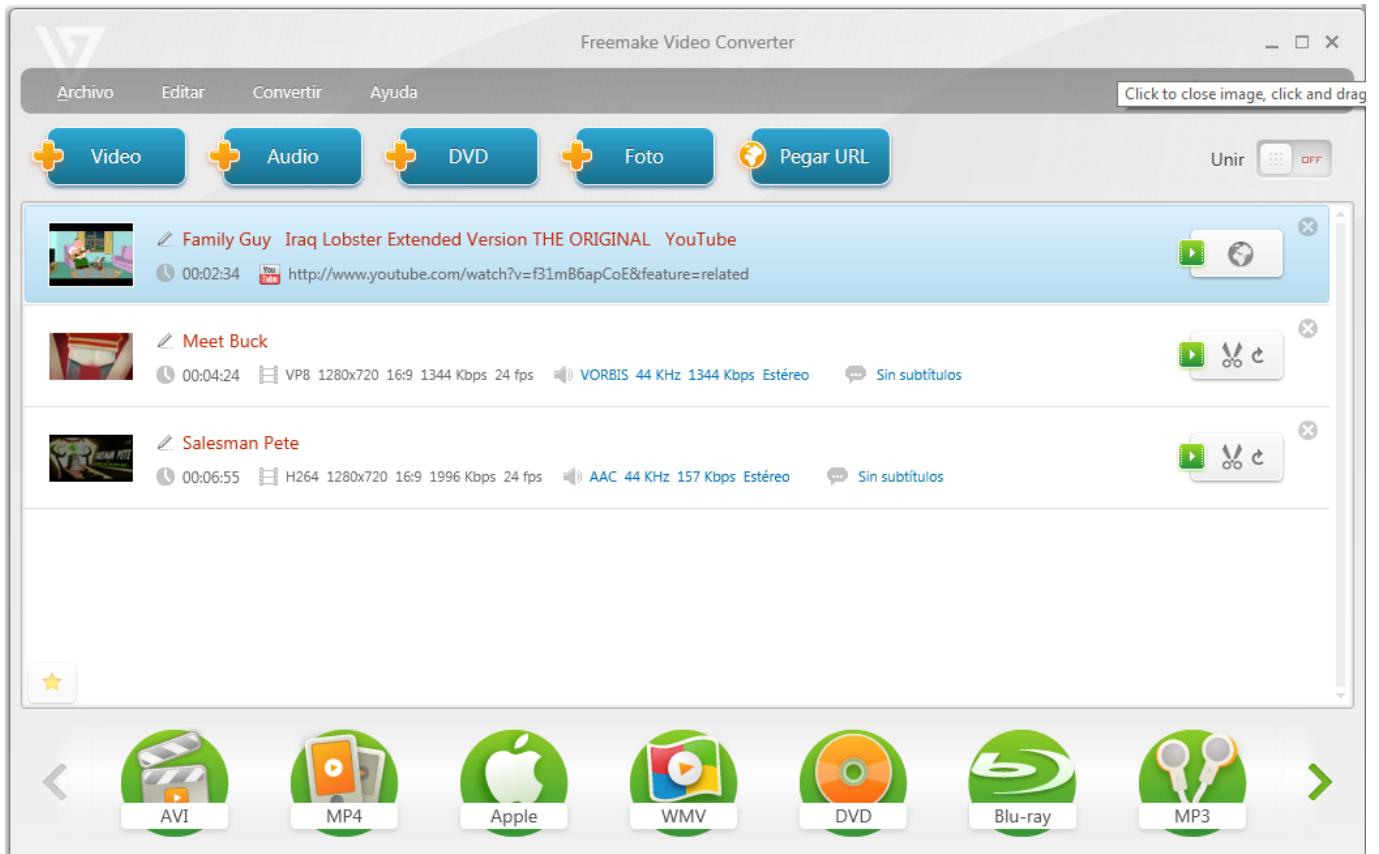 Freemake Video Converter
Archivo Editar Convertir Ayuda
Click to close image, click and drag
Video Audio DVD Foto Pegar URL Unir OFF
Family Guy Iraq Lobster Extended Version THE ORIGINAL YouTube
00:02:34 You Tube http://www.youtube.com/watch?v=f31mB6apCoE&feature=related
Meet Buck
00:04:24 VP8 1280x720 16:9 1344 Kbps 24 fps VORBIS 44 KHz 1344 Kbps Estéreo Sin subtítulos
Salesman Pete
00:06:55 H264 1280x720 16:9 1996 Kbps 24 fps AAC 44 KHz 157 Kbps Estéreo Sin subtítulos
AVI MP4 Apple WMV DVD Blu-ray MP3